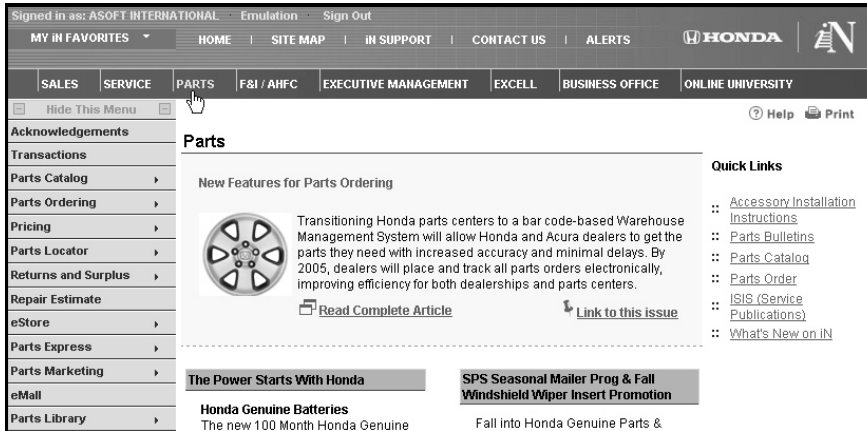 Signed in as: ASOFT INTERNATIONAL · Emulation · Sign Out
MY iN FAVORITES
HOME | SITE MAP | iN SUPPORT | CONTACT US | ALERTS
HONDA | iN
SALES | SERVICE | PARTS | F&I / AHFC | EXECUTIVE MANAGEMENT | EXCELL | BUSINESS OFFICE | ONLINE UNIVERSITY
Hide This Menu
Acknowledgements
Transactions
Parts Catalog
Parts Ordering
Pricing
Parts Locator
Returns and Surplus
Repair Estimate
eStore
Parts Express
Parts Marketing
eMall
Parts Library
? Help Print
Parts
New Features for Parts Ordering
Transitioning Honda parts centers to a bar code-based Warehouse
Management System will allow Honda and Acura dealers to get the
parts they need with increased accuracy and minimal delays. By
2005, dealers will place and track all parts orders electronically,
improving efficiency for both dealerships and parts centers.
Read Complete Article
Link to this issue
The Power Starts With Honda
Honda Genuine Batteries
The new 100 Month Honda Genuine
SPS Seasonal Mailer Prog & Fall
Windshield Wiper Insert Promotion
Fall into Honda Genuine Parts &
Quick Links
:: Accessory Installation
Instructions
:: Parts Bulletins
:: Parts Catalog
:: Parts Order
:: ISIS (Service
Publications)
:: What's New on iN